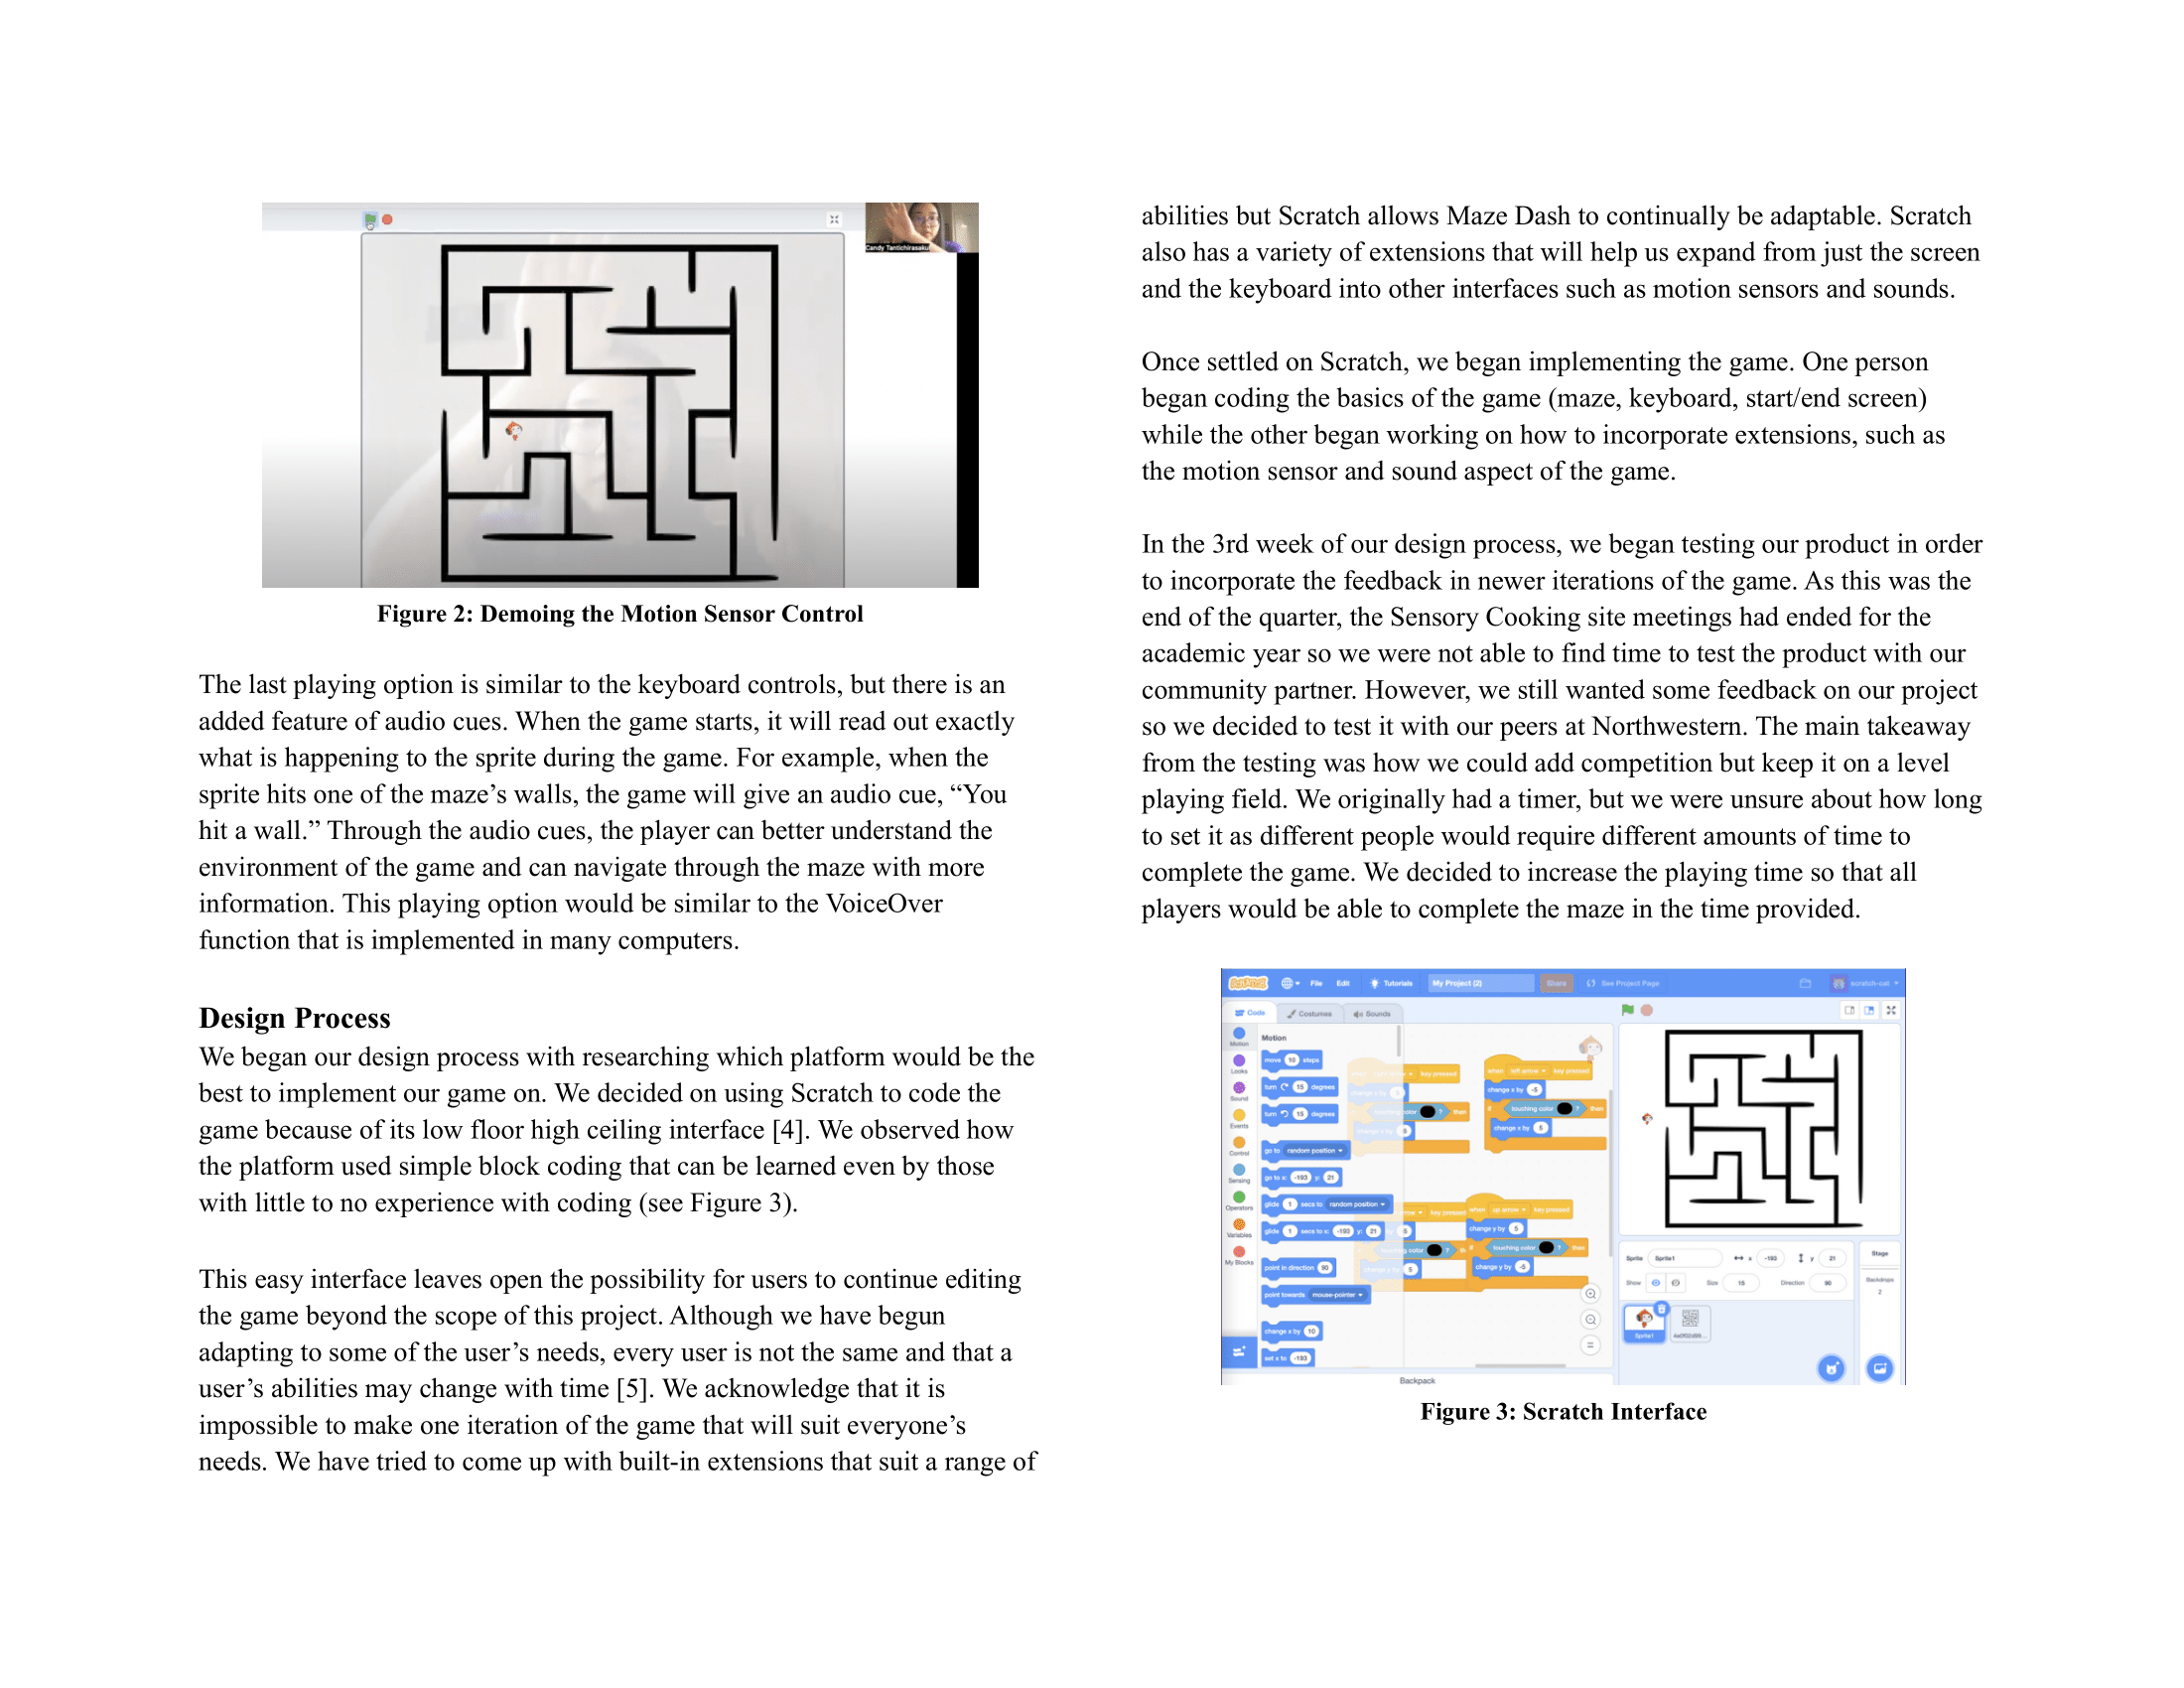 Candy Tantichirasakul
Figure 2: Demoing the Motion Sensor Control
The last playing option is similar to the keyboard controls, but there is an
added feature of audio cues. When the game starts, it will read out exactly
what is happening to the sprite during the game. For example, when the
sprite hits one of the maze’s walls, the game will give an audio cue, “You
hit a wall.” Through the audio cues, the player can better understand the
environment of the game and can navigate through the maze with more
information. This playing option would be similar to the VoiceOver
function that is implemented in many computers.
Design Process
We began our design process with researching which platform would be the
best to implement our game on. We decided on using Scratch to code the
game because of its low floor high ceiling interface [4]. We observed how
the platform used simple block coding that can be learned even by those
with little to no experience with coding (see Figure 3).
This easy interface leaves open the possibility for users to continue editing
the game beyond the scope of this project. Although we have begun
adapting to some of the user’s needs, every user is not the same and that a
user’s abilities may change with time [5]. We acknowledge that it is
impossible to make one iteration of the game that will suit everyone’s
needs. We have tried to come up with built-in extensions that suit a range of
abilities but Scratch allows Maze Dash to continually be adaptable. Scratch
also has a variety of extensions that will help us expand from just the screen
and the keyboard into other interfaces such as motion sensors and sounds.
Once settled on Scratch, we began implementing the game. One person
began coding the basics of the game (maze, keyboard, start/end screen)
while the other began working on how to incorporate extensions, such as
the motion sensor and sound aspect of the game.
In the 3rd week of our design process, we began testing our product in order
to incorporate the feedback in newer iterations of the game. As this was the
end of the quarter, the Sensory Cooking site meetings had ended for the
academic year so we were not able to find time to test the product with our
community partner. However, we still wanted some feedback on our project
so we decided to test it with our peers at Northwestern. The main takeaway
from the testing was how we could add competition but keep it on a level
playing field. We originally had a timer, but we were unsure about how long
to set it as different people would require different amounts of time to
complete the game. We decided to increase the playing time so that all
players would be able to complete the maze in the time provided.
SCRATCH File Edit Tutorials My Project (2) Share See Project Page scratch-cat
Code Costumes Sounds
Motion
Looks
Sound
Events
Control
Sensing
Operators
Variables
My Blocks
Motion
move 10 steps
turn 15 degrees
turn 15 degrees
go to random position
go to x: -193 y: 21
glide 1 secs to random position
glide 1 secs to x: -193 y: 21
point in direction 90
point towards mouse-pointer
change x by 10
set x to -193
key pressed
when left arrow key pressed
change x by -5
if touching color ? then
change x by 5
key pressed
when up arrow key pressed
change y by 5
if touching color ? then
change y by -5
Sprite Sprite1 x -193 y 21
Show Size 15 Direction 90
Sprite1
Stage
Backdrops
2
Backpack
Figure 3: Scratch Interface